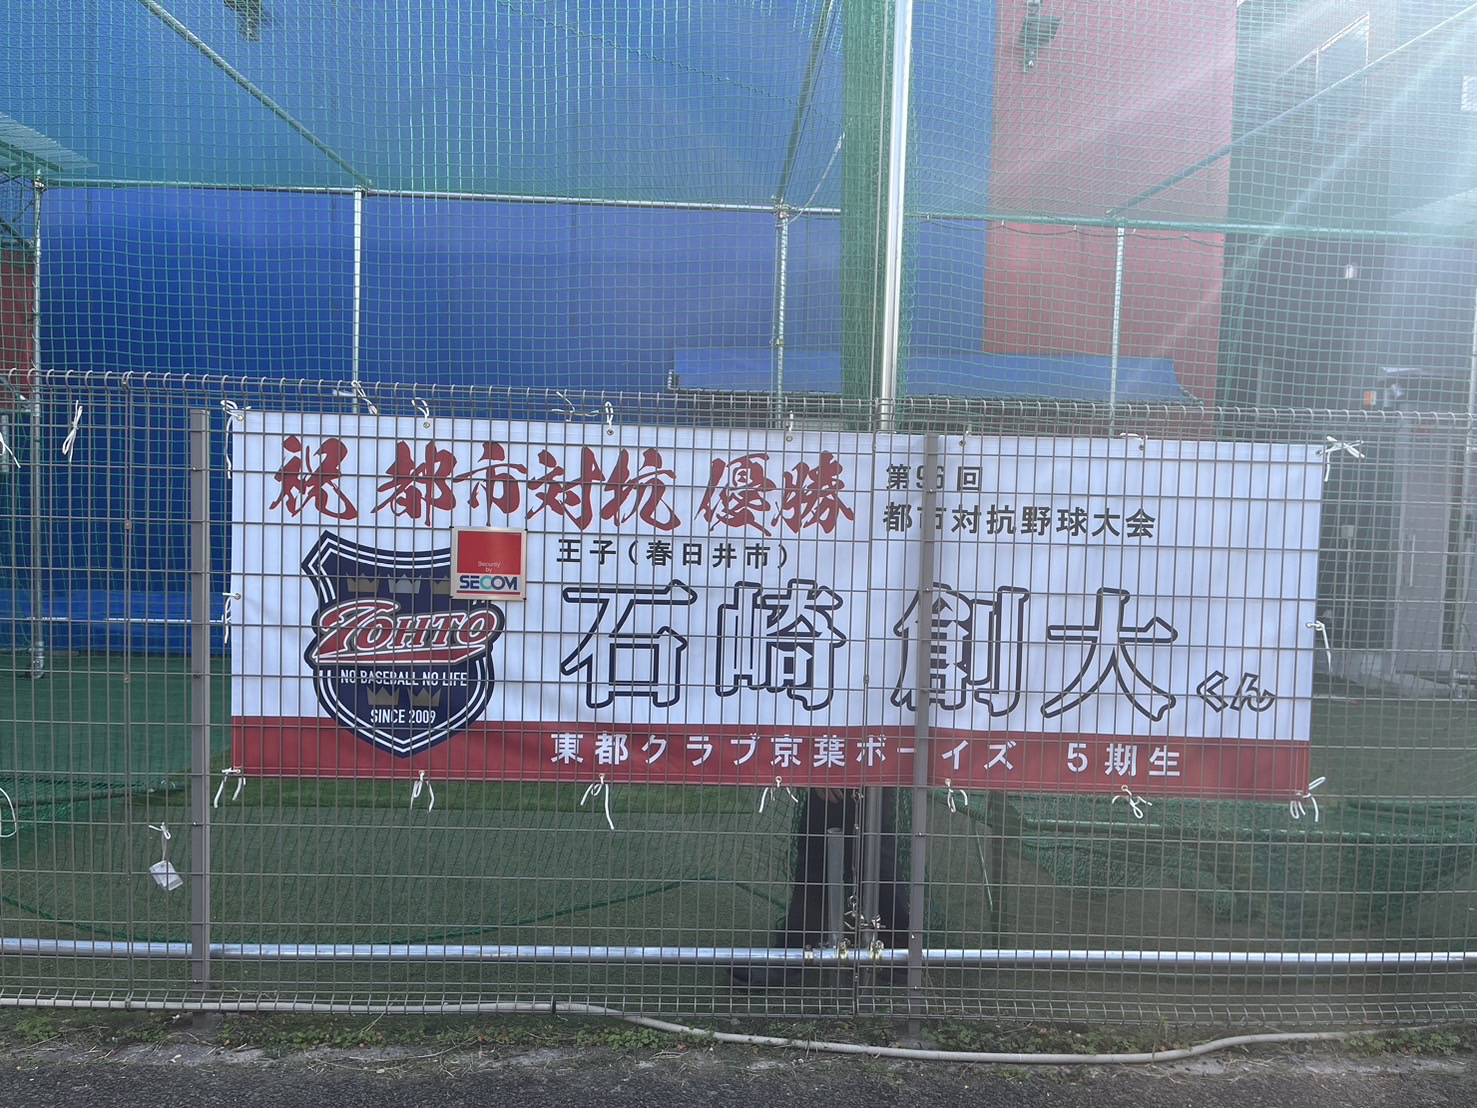 祝 都市対抗 優勝
第96回
都市対抗野球大会
王子（春日井市）
石崎 創大くん
東都クラブ京葉ボーイズ 5期生
TOHTO
NO BASEBALL NO LIFE
SINCE 2009
Security
by
SECOM